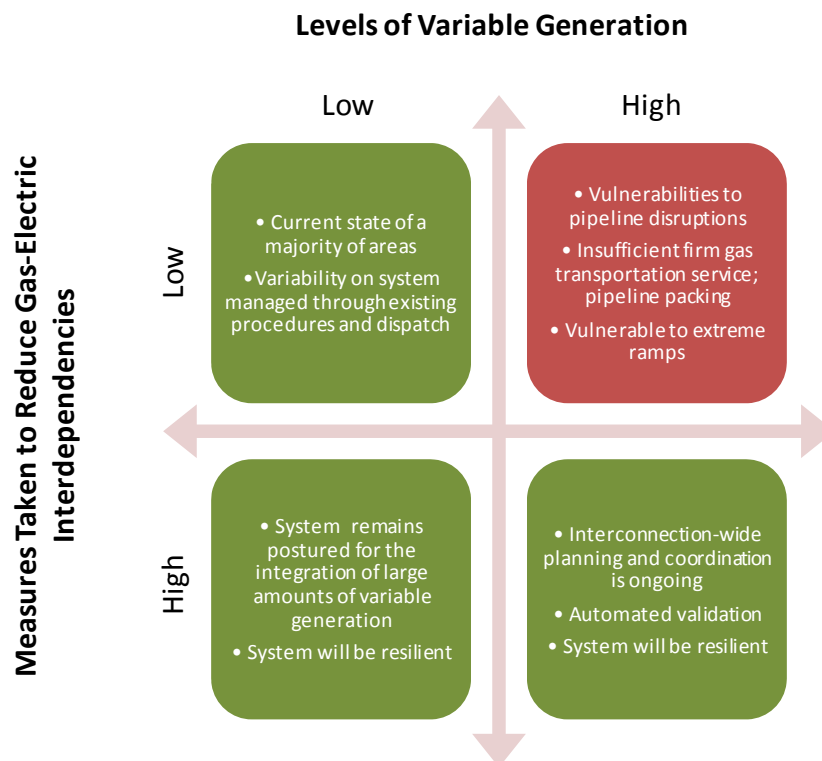 Levels of Variable Generation
Low
High
Measures Taken to Reduce Gas-Electric
Interdependencies
Low
• Current state of a
majority of areas
•Variability on system
managed through existing
procedures and dispatch
• Vulnerabilities to
pipeline disruptions
• Insufficient firm gas
transportation service;
pipeline packing
• Vulnerable to extreme
ramps
High
• System remains
postured for the
integration of large
amounts of variable
generation
• System will be resilient
• Interconnection-wide
planning and coordination
is ongoing
• Automated validation
• System will be resilient